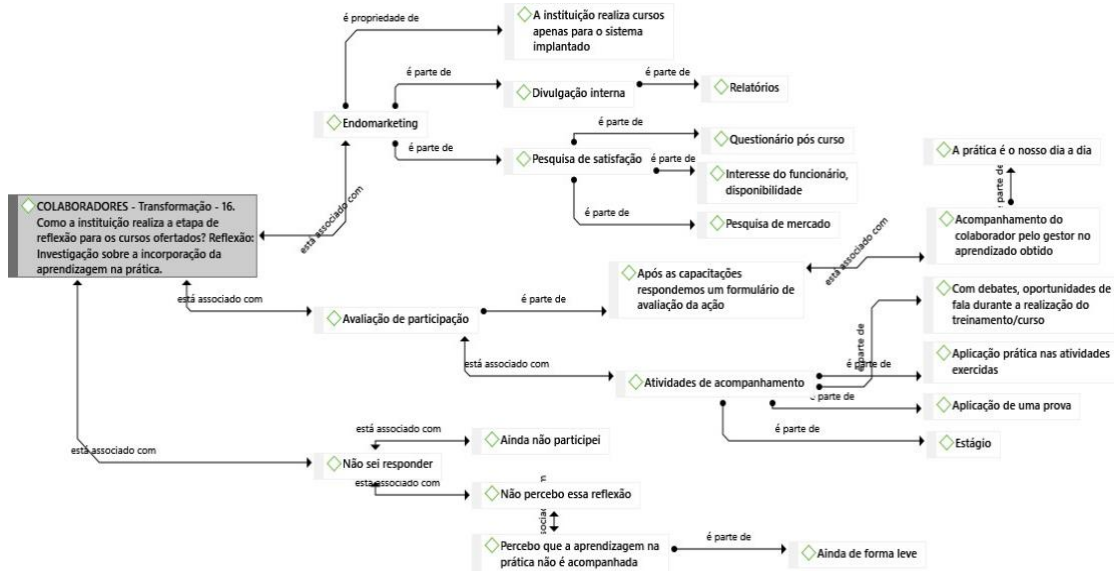 é propriedade de
A instituição realiza cursos
apenas para o sistema
implantado
é parte de
Divulgação interna
é parte de
Relatórios
Endomarketing
é parte de
Pesquisa de satisfação
é parte de
Questionário pós curso
é parte de
Interesse do funcionário,
disponibilidade
é parte de
Pesquisa de mercado
está associado com
COLABORADORES - Transformação - 16.
Como a instituição realiza a etapa de
reflexão para os cursos ofertados? Reflexão:
Investigação sobre a incorporação da
aprendizagem na prática.
está associado com
Avaliação de participação
é parte de
Após as capacitações
respondemos um formulário de
avaliação da ação
está associado com
A prática é o nosso dia a dia
é parte de
Acompanhamento do
colaborador pelo gestor no
aprendizado obtido
está associado com
Atividades de acompanhamento
é parte de
Com debates, oportunidades de
fala durante a realização do
treinamento/curso
é parte de
Aplicação prática nas atividades
exercidas
é parte de
Aplicação de uma prova
é parte de
Estágio
está associado com
Não sei responder
está associado com
Ainda não participei
está associado com
Não percebo essa reflexão
Percebo que a aprendizagem na
prática não é acompanhada
é parte de
Ainda de forma leve